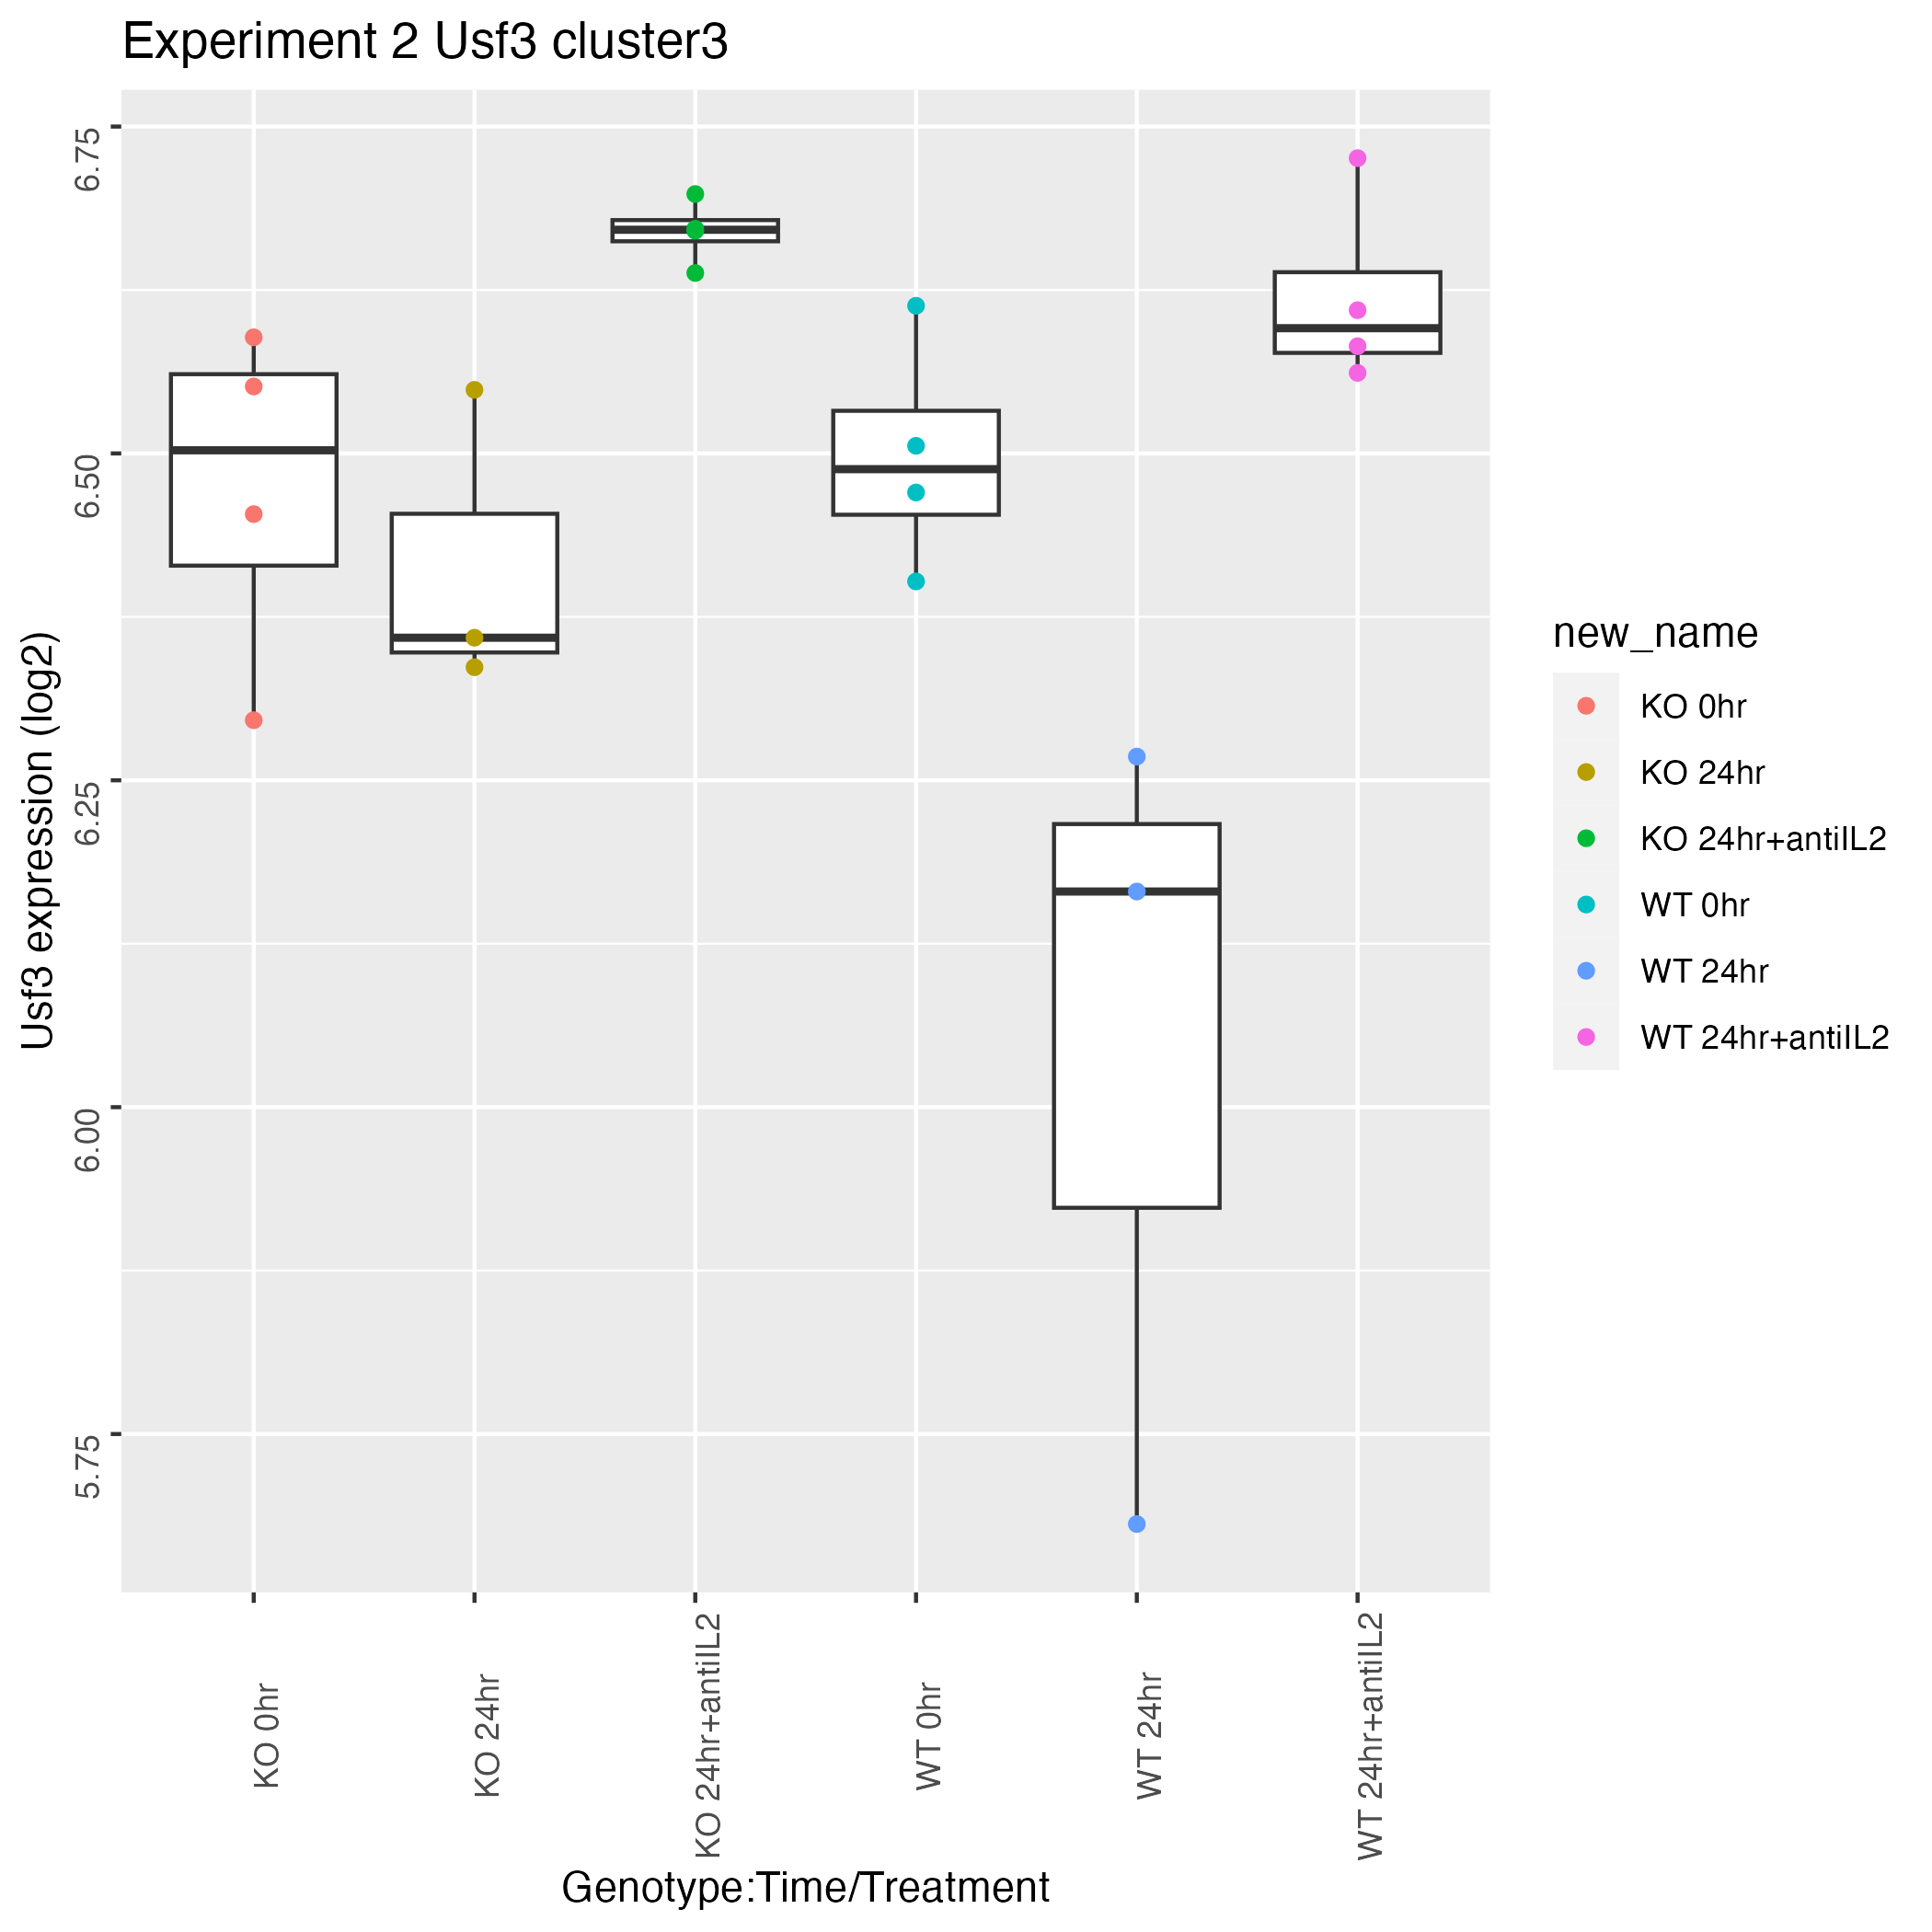 Experiment 2 Usf3 cluster3
Usf3 expression (log2)
6.75
6.50
6.25
6.00
5.75
KO 0hr
KO 24hr
KO 24hr+antiIL2
WT 0hr
WT 24hr
WT 24hr+antiIL2
Genotype:Time/Treatment
new_name
KO 0hr
KO 24hr
KO 24hr+antiIL2
WT 0hr
WT 24hr
WT 24hr+antiIL2